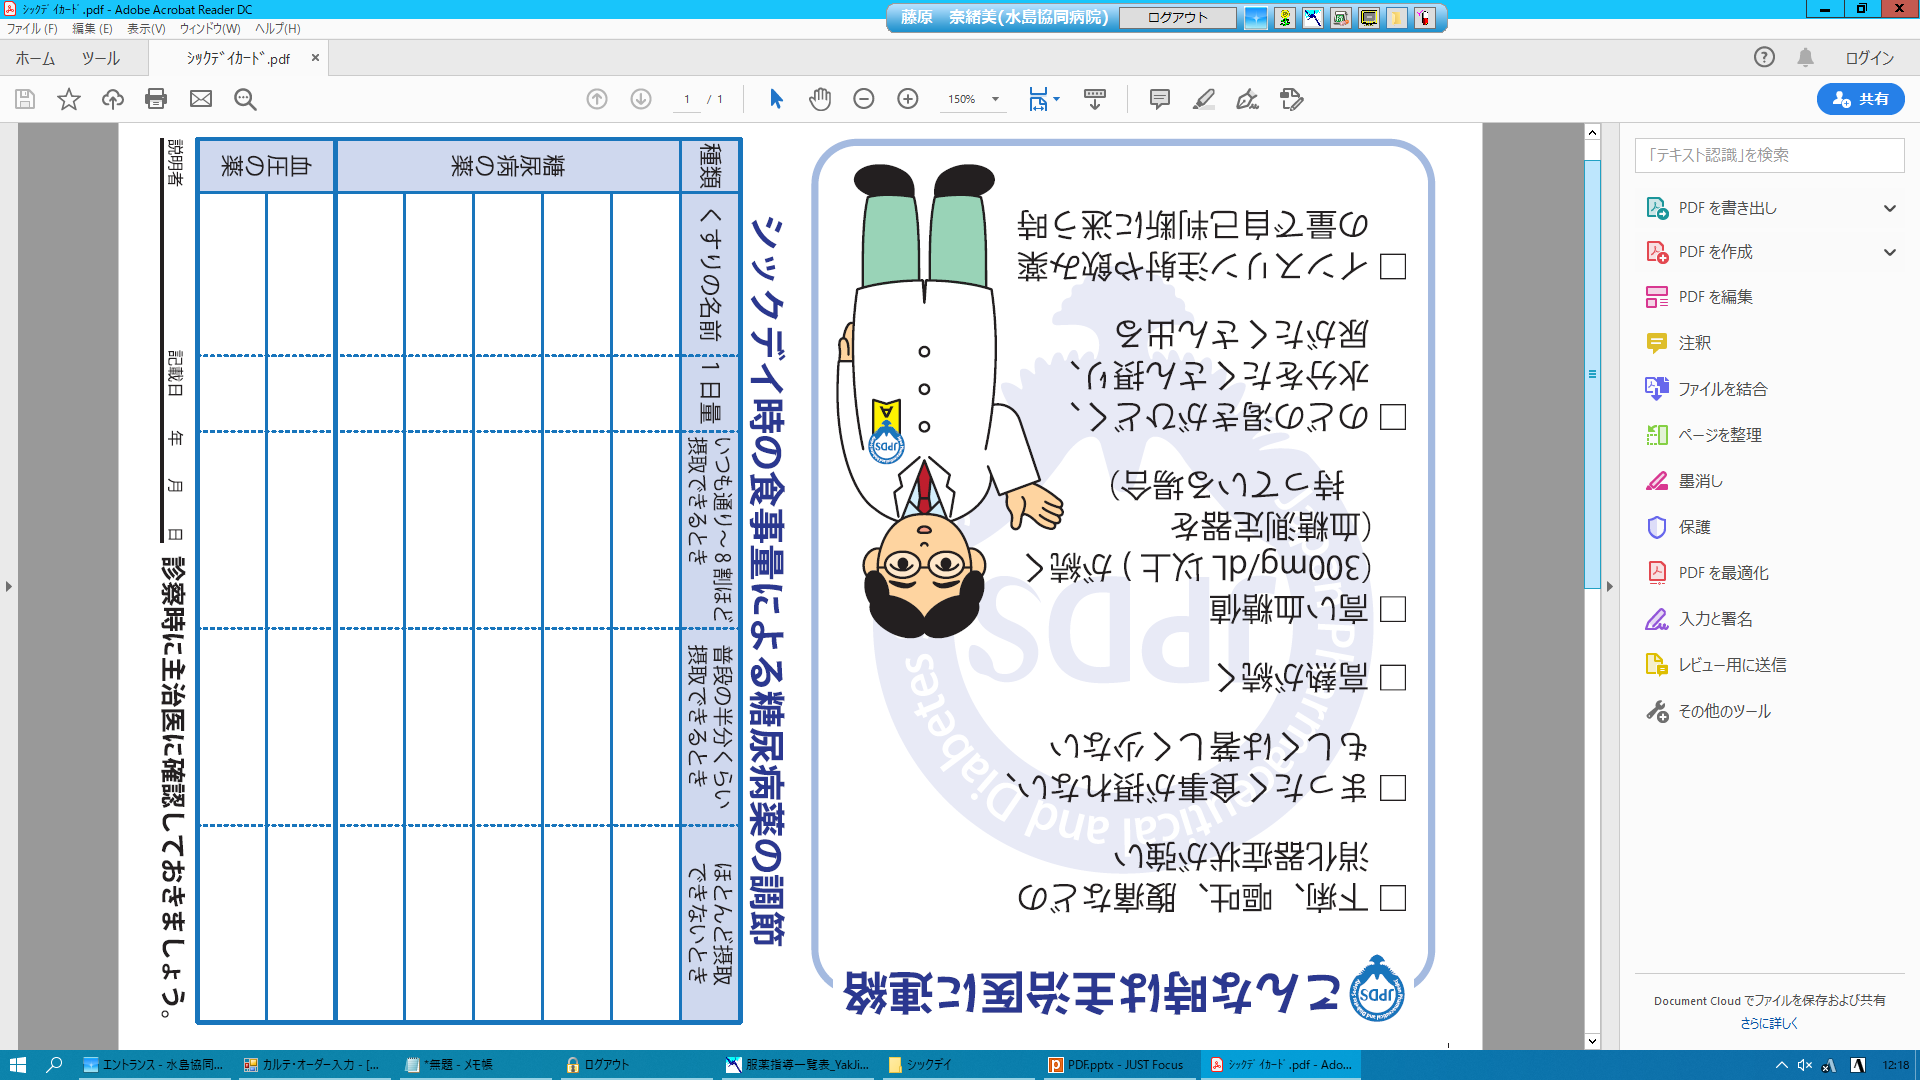 ｼｯｸﾃﾞｲｶｰﾄﾞ.pdf - Adobe Acrobat Reader DC
藤原　奈緒美(水島協同病院)
ログアウト
ファイル(F) 編集(E) 表示(V) ウィンドウ(W) ヘルプ(H)
ホーム ツール ｼｯｸﾃﾞｲｶｰﾄﾞ.pdf × ログイン
1 / 1 150% 共有
こんな時は主治医に連絡
JPDS
□ 下痢、嘔吐、腹痛などの
消化器症状が強い
□ まったく食事が摂れない、
もしくは著しく少ない
□ 高熱が続く
□ 高い血糖値
(300mg/dL 以上 ) が続く
(血糖測定器を
持っている場合)
□ のどの渇きがひどく、
水分をたくさん摂り、
尿がたくさん出る
□ インスリン注射や飲み薬
の量で自己判断に迷う時
JPDS
A
JPDS
Pharmaceutical and Diabetes
シックデイ時の食事量による糖尿病薬の調節
種類
くすりの名前
1 日量
いつも通り～8 割ほど
摂取できるとき
普段の半分くらい
摂取できるとき
ほとんど摂取
できないとき
糖尿病の薬
血圧の薬
説明者
記載日 年 月 日
診察時に主治医に確認しておきましょう。
「テキスト認識」を検索
PDF を書き出し
PDF を作成
PDF を編集
注釈
ファイルを結合
ページを整理
墨消し
保護
PDF を最適化
入力と署名
レビュー用に送信
その他のツール
Document Cloud でファイルを保存および共有
さらに詳しく
エントランス - 水島協同...
カルテ・オーダー入力 - [...
*無題 - メモ帳
ログアウト
服薬指導一覧表_YakJi...
シックデイ
PDF.pptx - JUST Focus
ｼｯｸﾃﾞｲｶｰﾄﾞ.pdf - Ado...
A
12:18